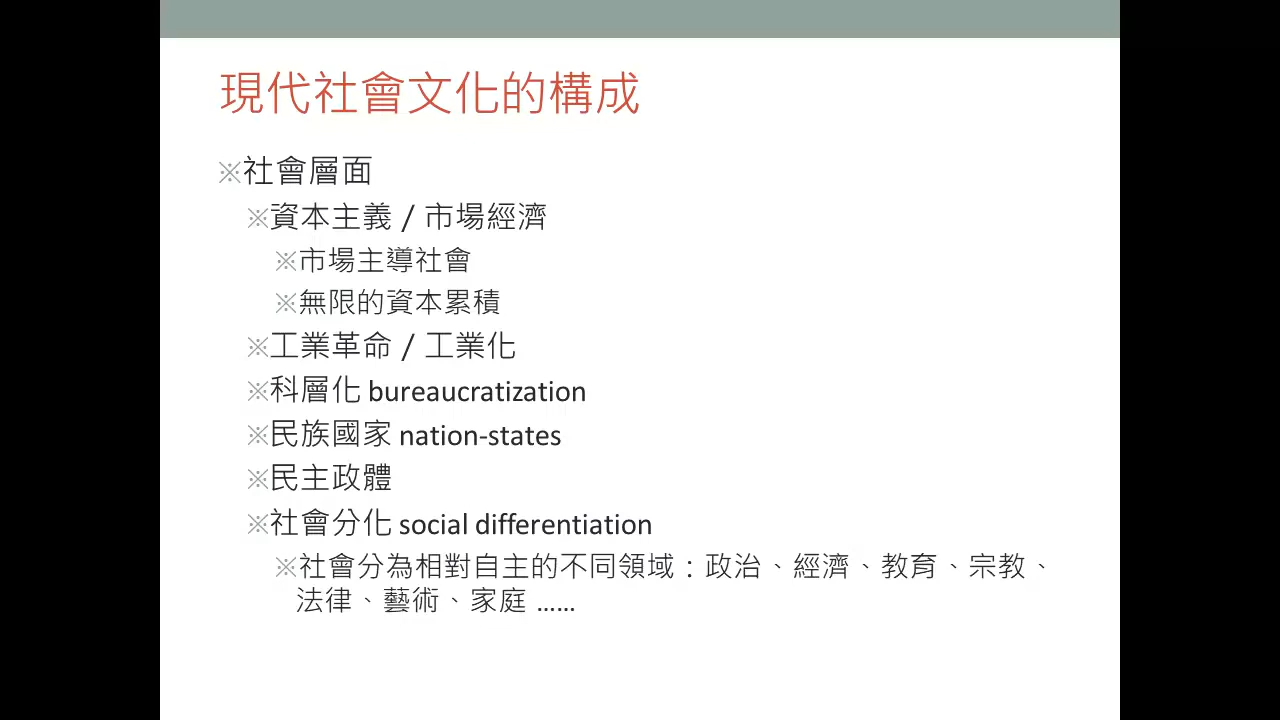 現代社會文化的構成
※社會層面
※資本主義 / 市場經濟
※市場主導社會
※無限的資本累積
※工業革命 / 工業化
※科層化 bureaucratization
※民族國家 nation-states
※民主政體
※社會分化 social differentiation
※社會分為相對自主的不同領域：政治、經濟、教育、宗教、
法律、藝術、家庭 ......